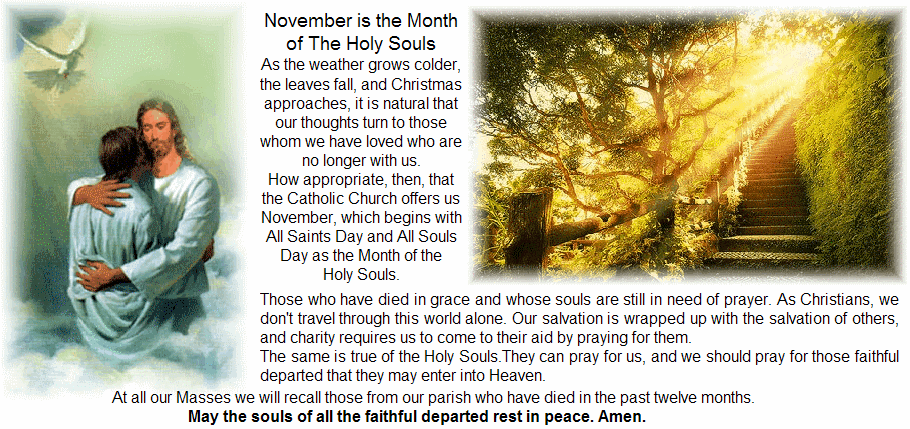 November is the Month
of The Holy Souls
As the weather grows colder,
the leaves fall, and Christmas
approaches, it is natural that
our thoughts turn to those
whom we have loved who are
no longer with us.
How appropriate, then, that
the Catholic Church offers us
November, which begins with
All Saints Day and All Souls
Day as the Month of the
Holy Souls.
Those who have died in grace and whose souls are still in need of prayer. As Christians, we
don't travel through this world alone. Our salvation is wrapped up with the salvation of others,
and charity requires us to come to their aid by praying for them.
The same is true of the Holy Souls.They can pray for us, and we should pray for those faithful
departed that they may enter into Heaven.
At all our Masses we will recall those from our parish who have died in the past twelve months.
May the souls of all the faithful departed rest in peace. Amen.